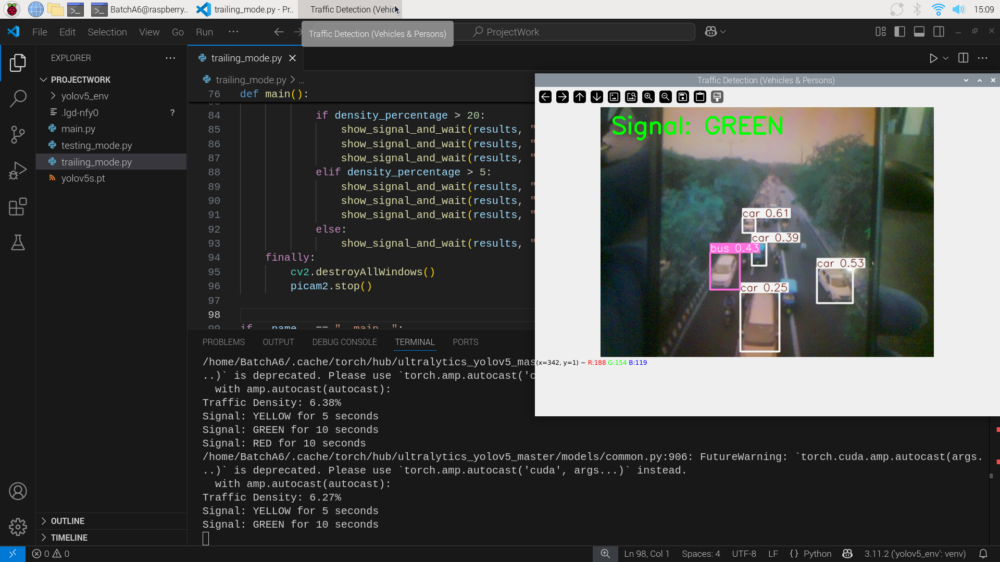 BatchA6@raspberry..
trailing_mode.py - Pr..
Traffic Detection (Vehic
15:09
File Edit Selection View Go Run ···
Traffic Detection (Vehicles & Persons)
ProjectWork
EXPLORER
trailing_mode.py
PROJECTWORK
yolov5_env
.lgd-nfy0 ?
main.py
testing_mode.py
trailing_mode.py
yolov5s.pt
OUTLINE
TIMELINE
trailing_mode.py > ...
76 def main():
84 if density_percentage > 20:
85 show_signal_and_wait(results, "
86 show_signal_and_wait(results, "
87 show_signal_and_wait(results, "
88 elif density_percentage > 5:
89 show_signal_and_wait(results, "
90 show_signal_and_wait(results, "
91 show_signal_and_wait(results, "
92 else:
93 show_signal_and_wait(results, "
94 finally:
95 cv2.destroyAllWindows()
96 picam2.stop()
97
98
99 if __name__ == "__main__":
Traffic Detection (Vehicles & Persons)
Signal: GREEN
car 0.61
car 0.39
bus 0.43
car 0.53
car 0.25
(x=342, y=1) ~ R:188 G:154 B:119
PROBLEMS OUTPUT DEBUG CONSOLE TERMINAL PORTS
/home/BatchA6/.cache/torch/hub/ultralytics_yolov5_mas
..)` is deprecated. Please use `torch.amp.autocast('c
with amp.autocast(autocast):
Traffic Density: 6.38%
Signal: YELLOW for 5 seconds
Signal: GREEN for 10 seconds
Signal: RED for 10 seconds
/home/BatchA6/.cache/torch/hub/ultralytics_yolov5_master/models/common.py:906: FutureWarning: `torch.cuda.amp.autocast(args.
..)` is deprecated. Please use `torch.amp.autocast('cuda', args...)` instead.
with amp.autocast(autocast):
Traffic Density: 6.27%
Signal: YELLOW for 5 seconds
Signal: GREEN for 10 seconds
0 0
Ln 98, Col 1 Spaces: 4 UTF-8 LF {} Python 3.11.2 ('yolov5_env': venv)